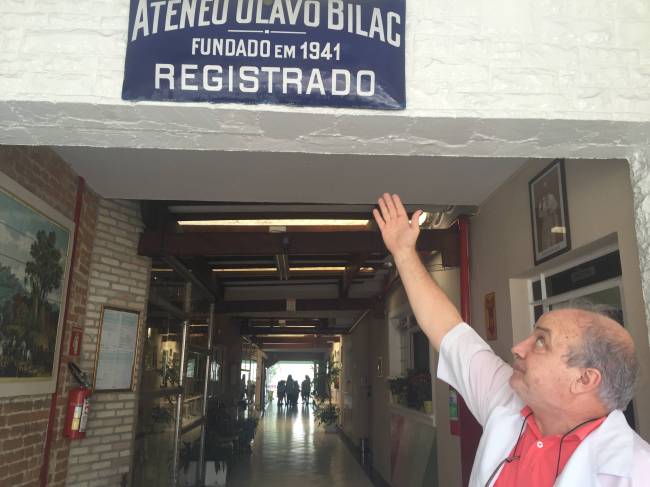 ATENEU OLAVO BILAC
FUNDADO EM 1941
REGISTRADO